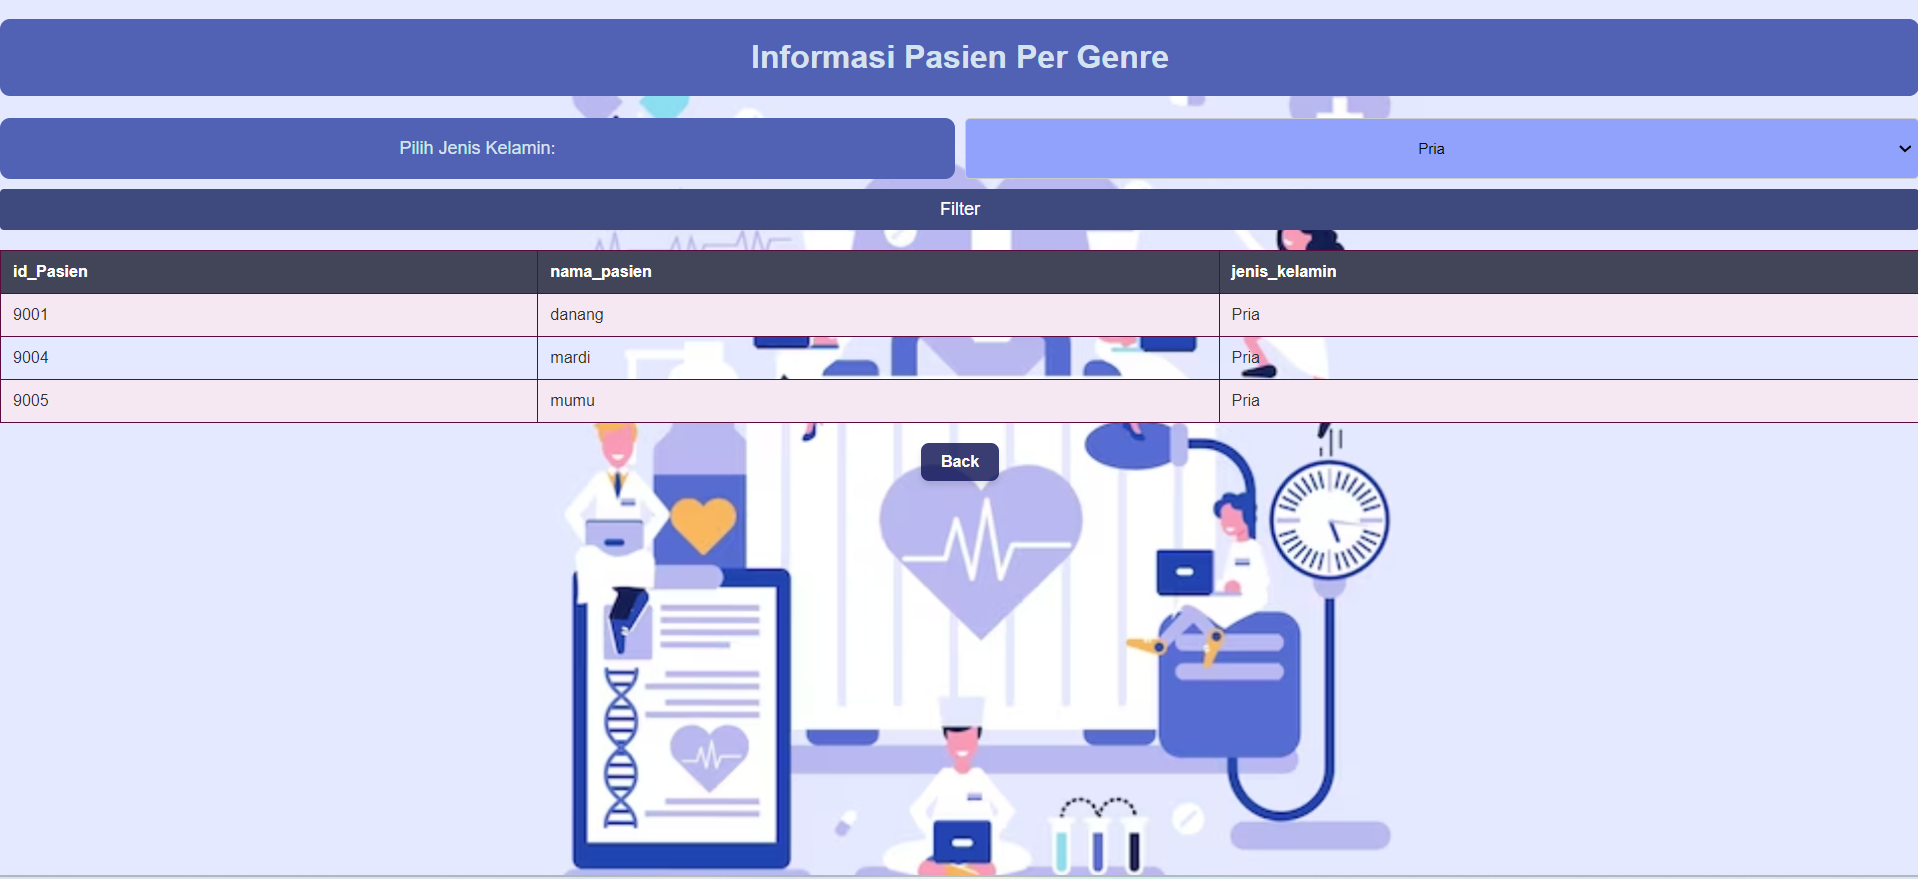 Informasi Pasien Per Genre
Pilih Jenis Kelamin: Pria
Filter
id_Pasien nama_pasien jenis_kelamin
9001 danang Pria
9004 mardi Pria
9005 mumu Pria
Back